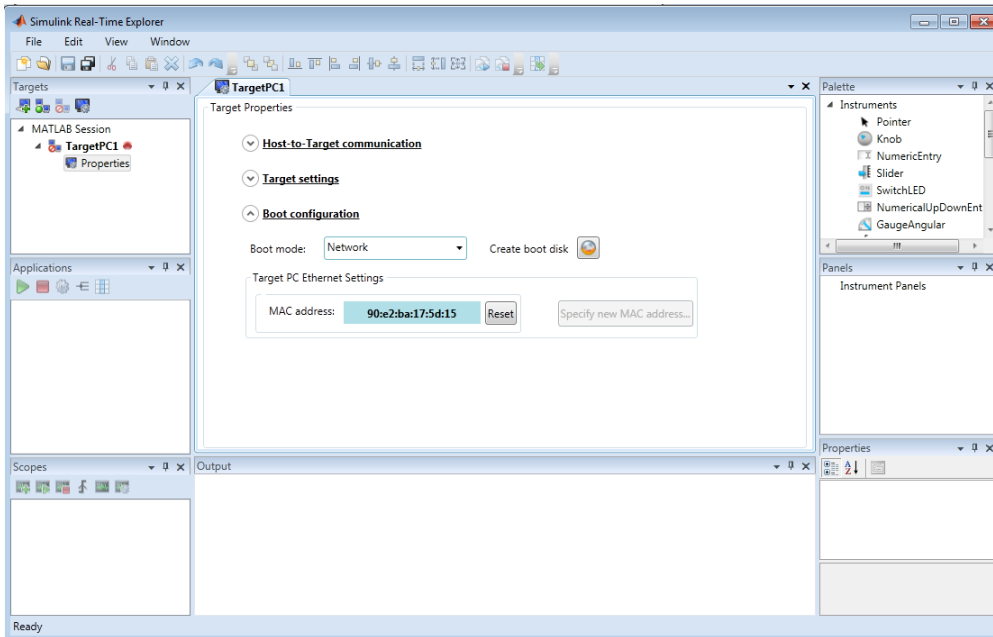 Simulink Real-Time Explorer
File Edit View Window
Targets
MATLAB Session
TargetPC1
Properties
TargetPC1
Target Properties
Host-to-Target communication
Target settings
Boot configuration
Boot mode: Network Create boot disk
Target PC Ethernet Settings
MAC address: 90:e2:ba:17:5d:15 Reset Specify new MAC address...
Palette
Instruments
Pointer
Knob
NumericEntry
Slider
SwitchLED
NumericalUpDownEnt
GaugeAngular
Applications
Panels
Instrument Panels
Scopes
Output
Properties
Ready